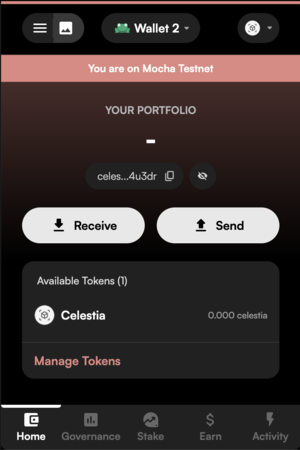 Wallet 2
You are on Mocha Testnet
YOUR PORTFOLIO
-
celes...4u3dr
Receive
Send
Available Tokens (1)
Celestia
0.000 celestia
Manage Tokens
Home
Governance
Stake
Earn
Activity